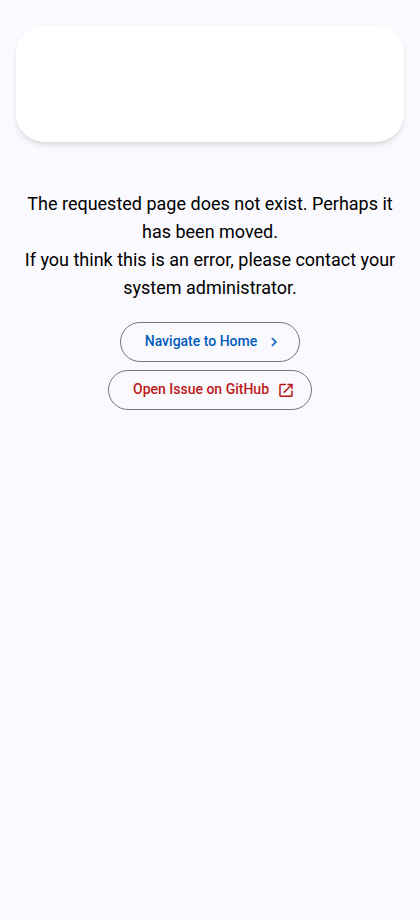 The requested page does not exist. Perhaps it
has been moved.
If you think this is an error, please contact your
system administrator.
Navigate to Home
Open Issue on GitHub